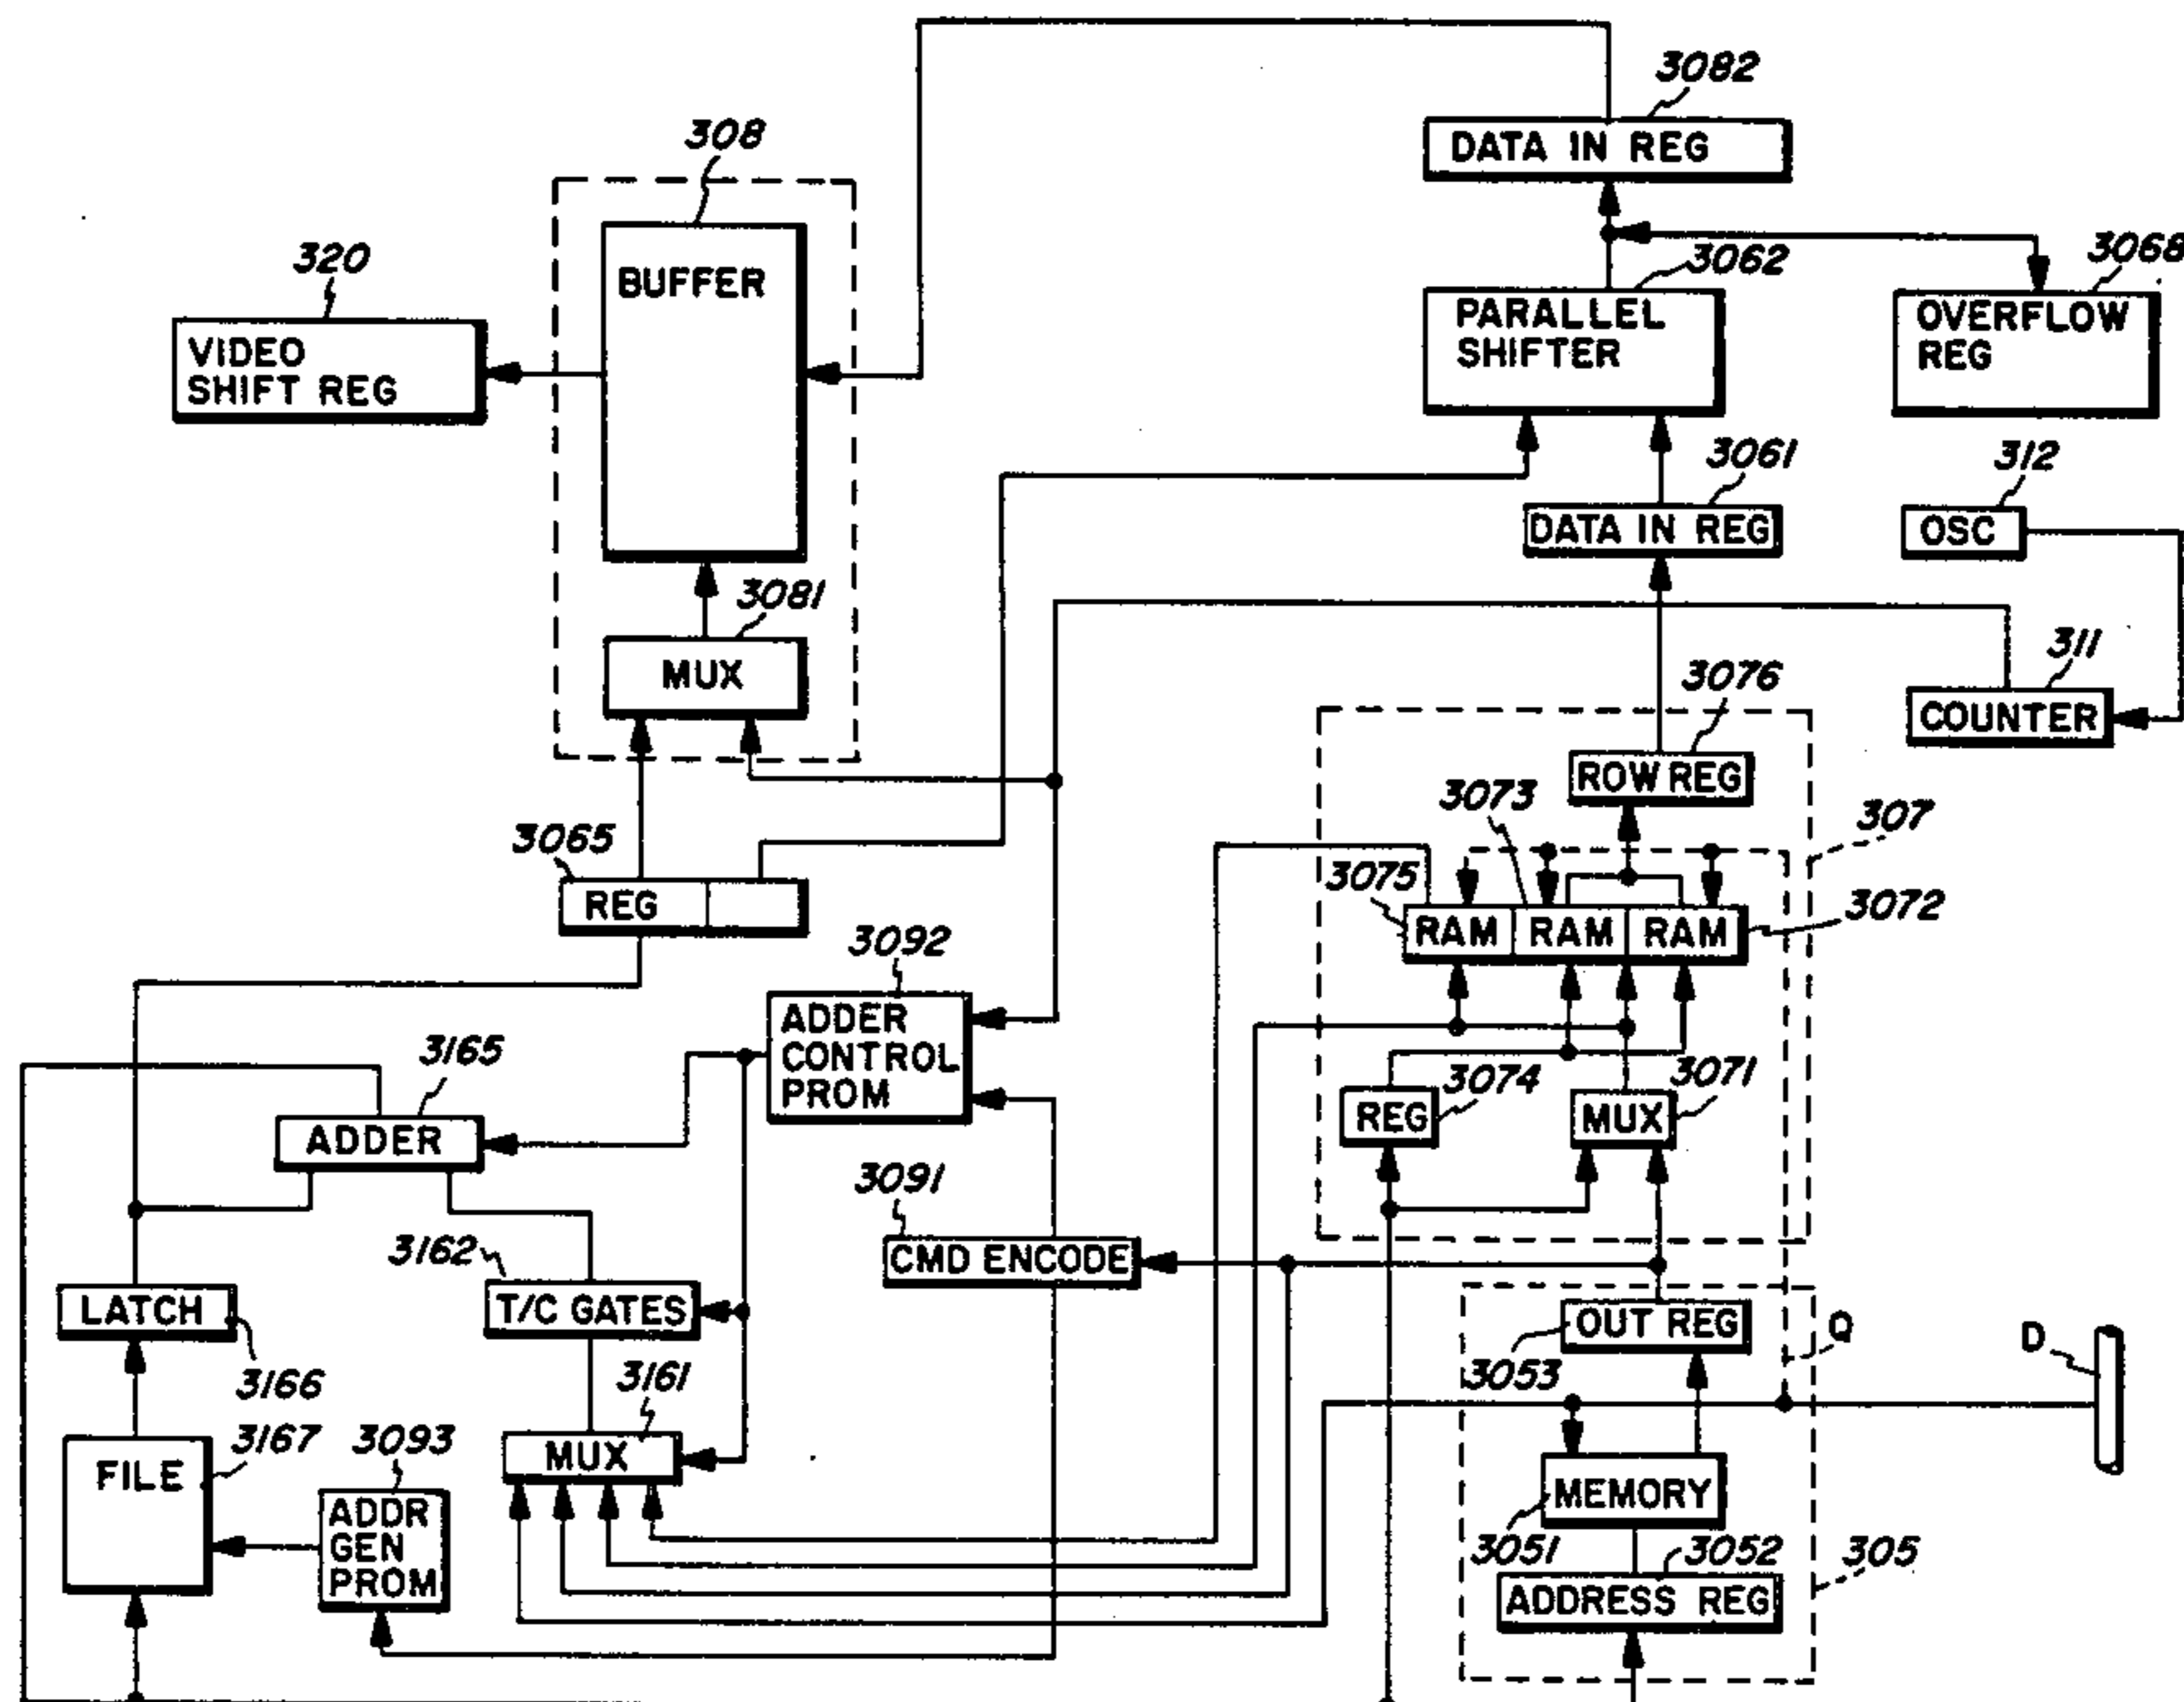 3082
DATA IN REG
308
BUFFER
3062
3068
320
VIDEO
SHIFT REG
PARALLEL
SHIFTER
OVERFLOW
REG
3061
DATA IN REG
312
OSC
3081
MUX
311
COUNTER
3076
ROW REG
3073
307
3065
REG
3075
RAM
RAM
RAM
3072
3092
ADDER
CONTROL
PROM
3165
ADDER
3074
REG
3071
MUX
3091
CMD ENCODE
3162
T/C GATES
LATCH
3166
OUT REG
3053
Q
D
3161
MUX
3167
FILE
3093
ADDR
GEN
PROM
MEMORY
3051
3052
305
ADDRESS REG